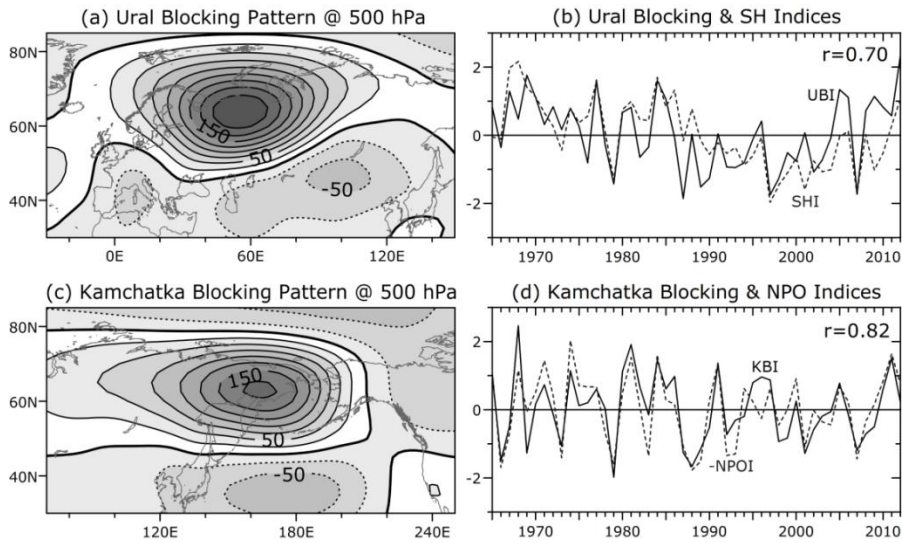 (a) Ural Blocking Pattern @ 500 hPa
80N
60N
40N
150
50
-50
0E 60E 120E
(b) Ural Blocking & SH Indices
r=0.70
2
0
-2
UBI
SHI
1970 1980 1990 2000 2010
(c) Kamchatka Blocking Pattern @ 500 hPa
80N
60N
40N
150
50
-50
120E 180E 240E
(d) Kamchatka Blocking & NPO Indices
r=0.82
2
0
-2
KBI
-NPOI
1970 1980 1990 2000 2010